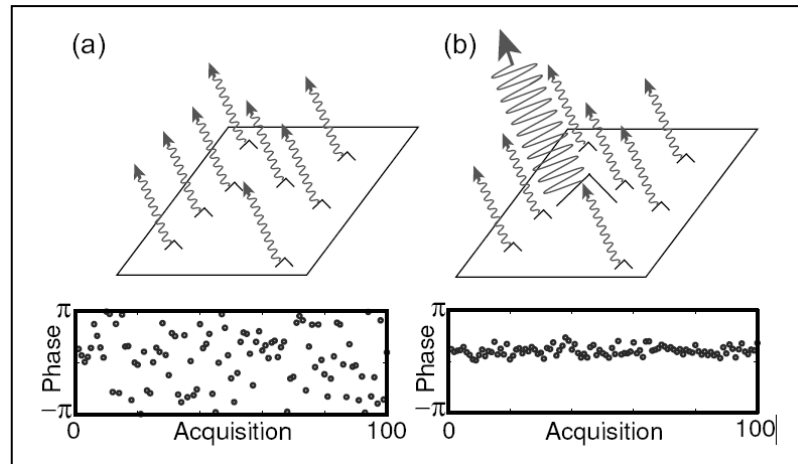 (a)
(b)
π
Phase
−π
0
Acquisition
100
π
Phase
−π
0
Acquisition
100